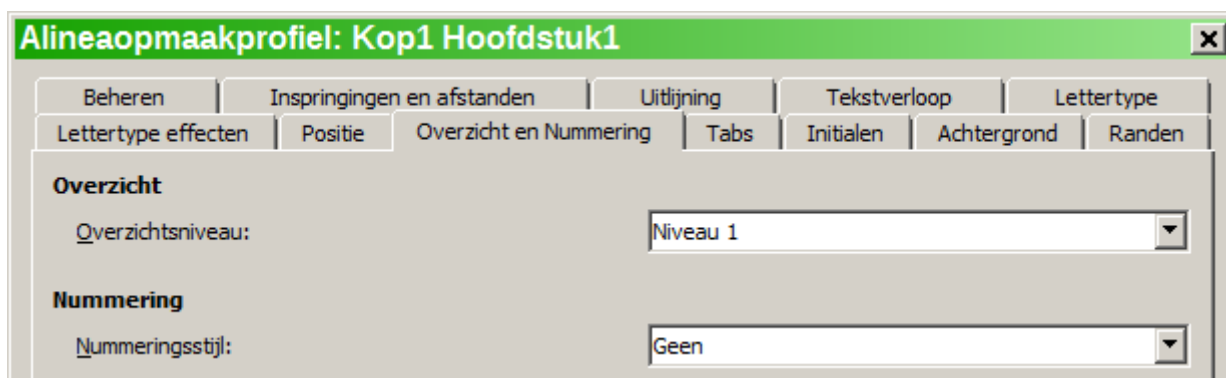 Alineaopmaakprofiel: Kop1 Hoofdstuk1
Beheren Inspringingen en afstanden Uitlijning Tekstverloop Lettertype
Lettertype effecten Positie Overzicht en Nummering Tabs Initialen Achtergrond Randen
Overzicht
Overzichtsniveau: Niveau 1
Nummering
Nummeringsstijl: Geen